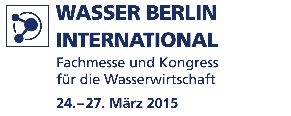 WASSER BERLIN
INTERNATIONAL
Fachmesse und Kongress
für die Wasserwirtschaft
24.–27. März 2015